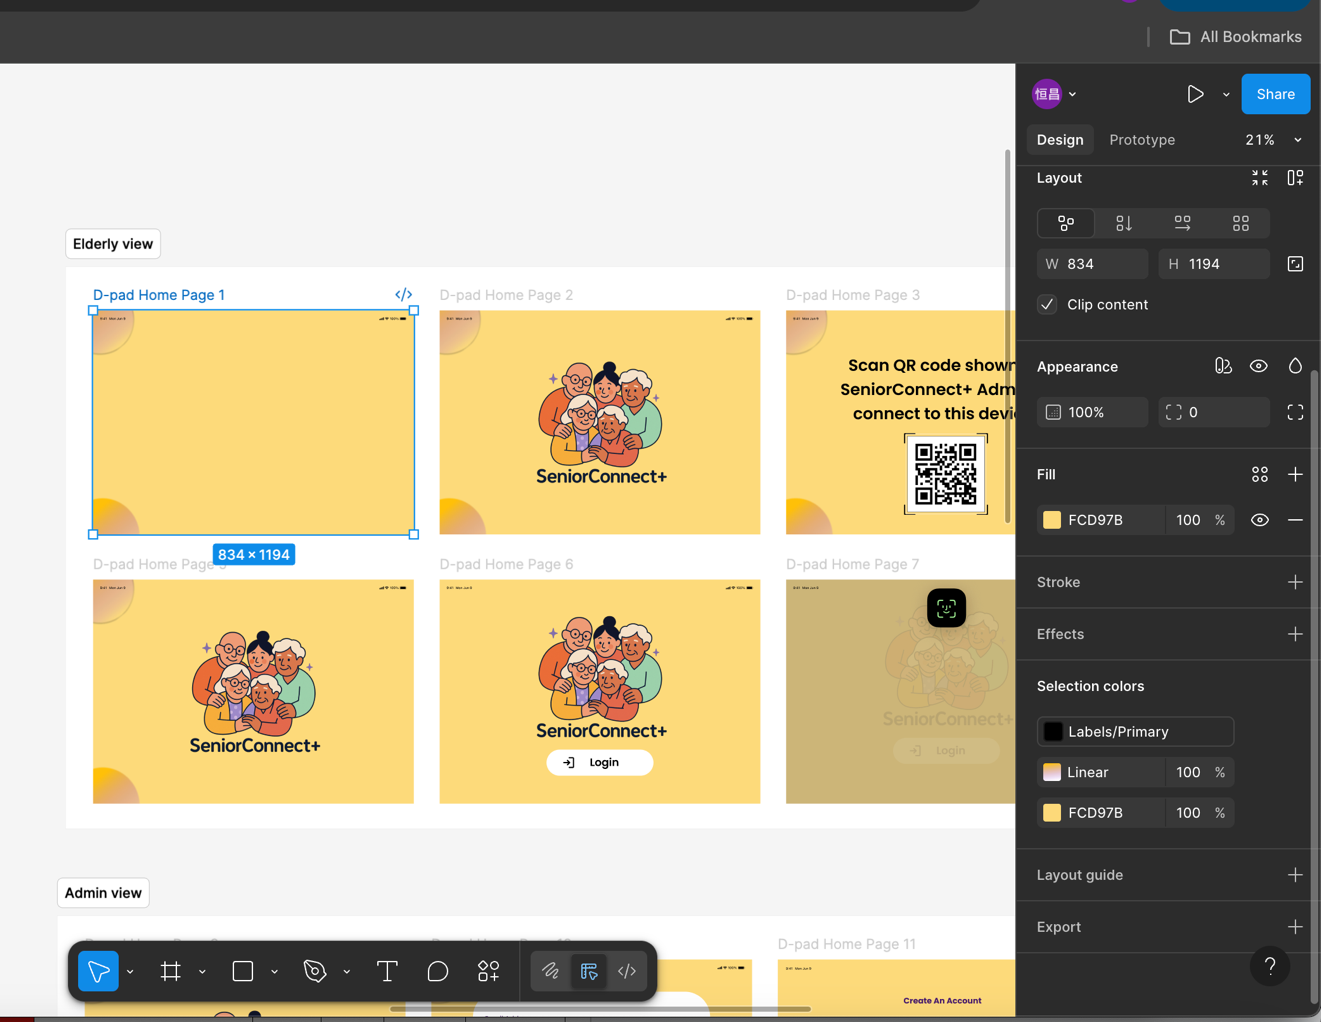 All Bookmarks
恒昌
Share
Design
Prototype
21%
Layout
W 834
H 1194
Clip content
Appearance
100%
0
Fill
FCD97B 100 %
Stroke
Effects
Selection colors
Labels/Primary
Linear 100 %
FCD97B 100 %
Layout guide
Export
?
Elderly view
D-pad Home Page 1
</>
D-pad Home Page 2
D-pad Home Page 3
SeniorConnect+
Scan QR code shown
SeniorConnect+ Adm
connect to this devi
834 × 1194
D-pad Home Page
D-pad Home Page 6
D-pad Home Page 7
SeniorConnect+
SeniorConnect+
Login
SeniorConnect+
Login
Admin view
D-pad Home Page 11
Create An Account
</>